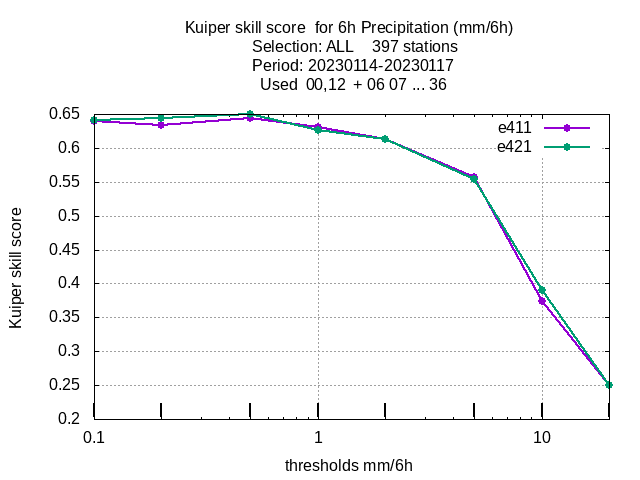 Kuiper skill score for 6h Precipitation (mm/6h)
Selection: ALL 397 stations
Period: 20230114-20230117
Used 00,12 + 06 07 ... 36
0.65
e411
e421
0.6
0.55
0.5
0.45
0.4
0.35
0.3
0.25
0.2
Kuiper skill score
0.1 1 10
thresholds mm/6h